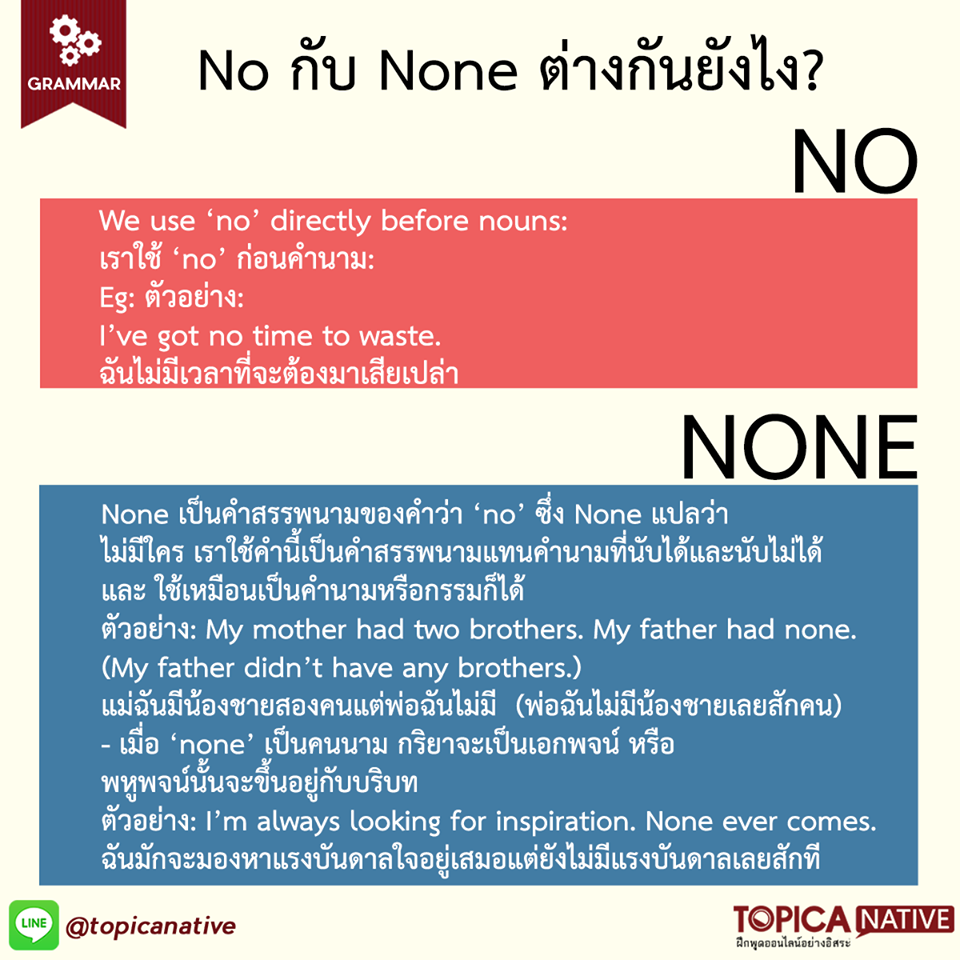 GRAMMAR
No กับ None ต่างกันยังไง?
NO
We use ‘no’ directly before nouns:
เราใช้ ‘no’ ก่อนคำนาม:
Eg: ตัวอย่าง:
I’ve got no time to waste.
ฉันไม่มีเวลาที่จะต้องมาเสียเปล่า
NONE
None เป็นคำสรรพนามของคำว่า ‘no’ ซึ่ง None แปลว่า
ไม่มีใคร เราใช้คำนี้เป็นคำสรรพนามแทนคำนามที่นับได้และนับไม่ได้
และ ใช้เหมือนเป็นคำนามหรือกรรมก็ได้
ตัวอย่าง: My mother had two brothers. My father had none.
(My father didn’t have any brothers.)
แม่ฉันมีน้องชายสองคนแต่พ่อฉันไม่มี (พ่อฉันไม่มีน้องชายเลยสักคน)
- เมื่อ ‘none’ เป็นคนนาม กริยาจะเป็นเอกพจน์ หรือ
พหูพจน์นั้นจะขึ้นอยู่กับบริบท
ตัวอย่าง: I’m always looking for inspiration. None ever comes.
ฉันมักจะมองหาแรงบันดาลใจอยู่เสมอแต่ยังไม่มีแรงบันดาลเลยสักที
LINE @topicanative
TOPICA NATIVE
ฝึกพูดออนไลน์อย่างอิสระ